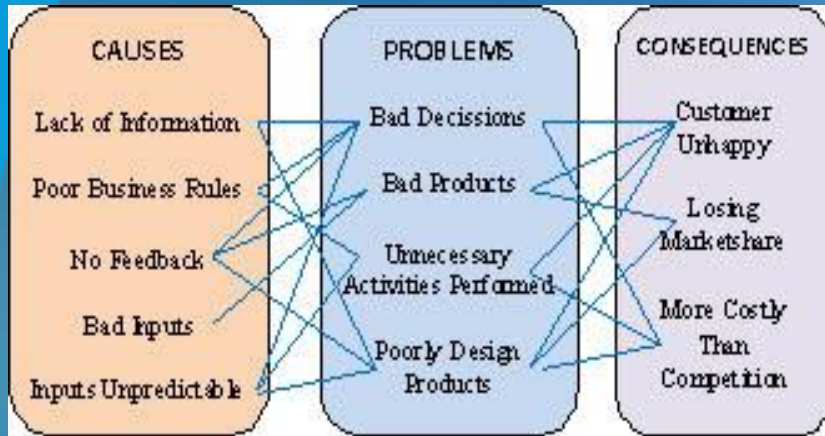 CAUSES
Lack of Information
Poor Business Rules
No Feedback
Bad Inputs
Inputs Unpredictable
PROBLEMS
Bad Decissions
Bad Products
Unnecessary
Activities Performed
Poorly Design
Products
CONSEQUENCES
Customer
Unhappy
Losing
Marketshare
More Costly
Than
Competition